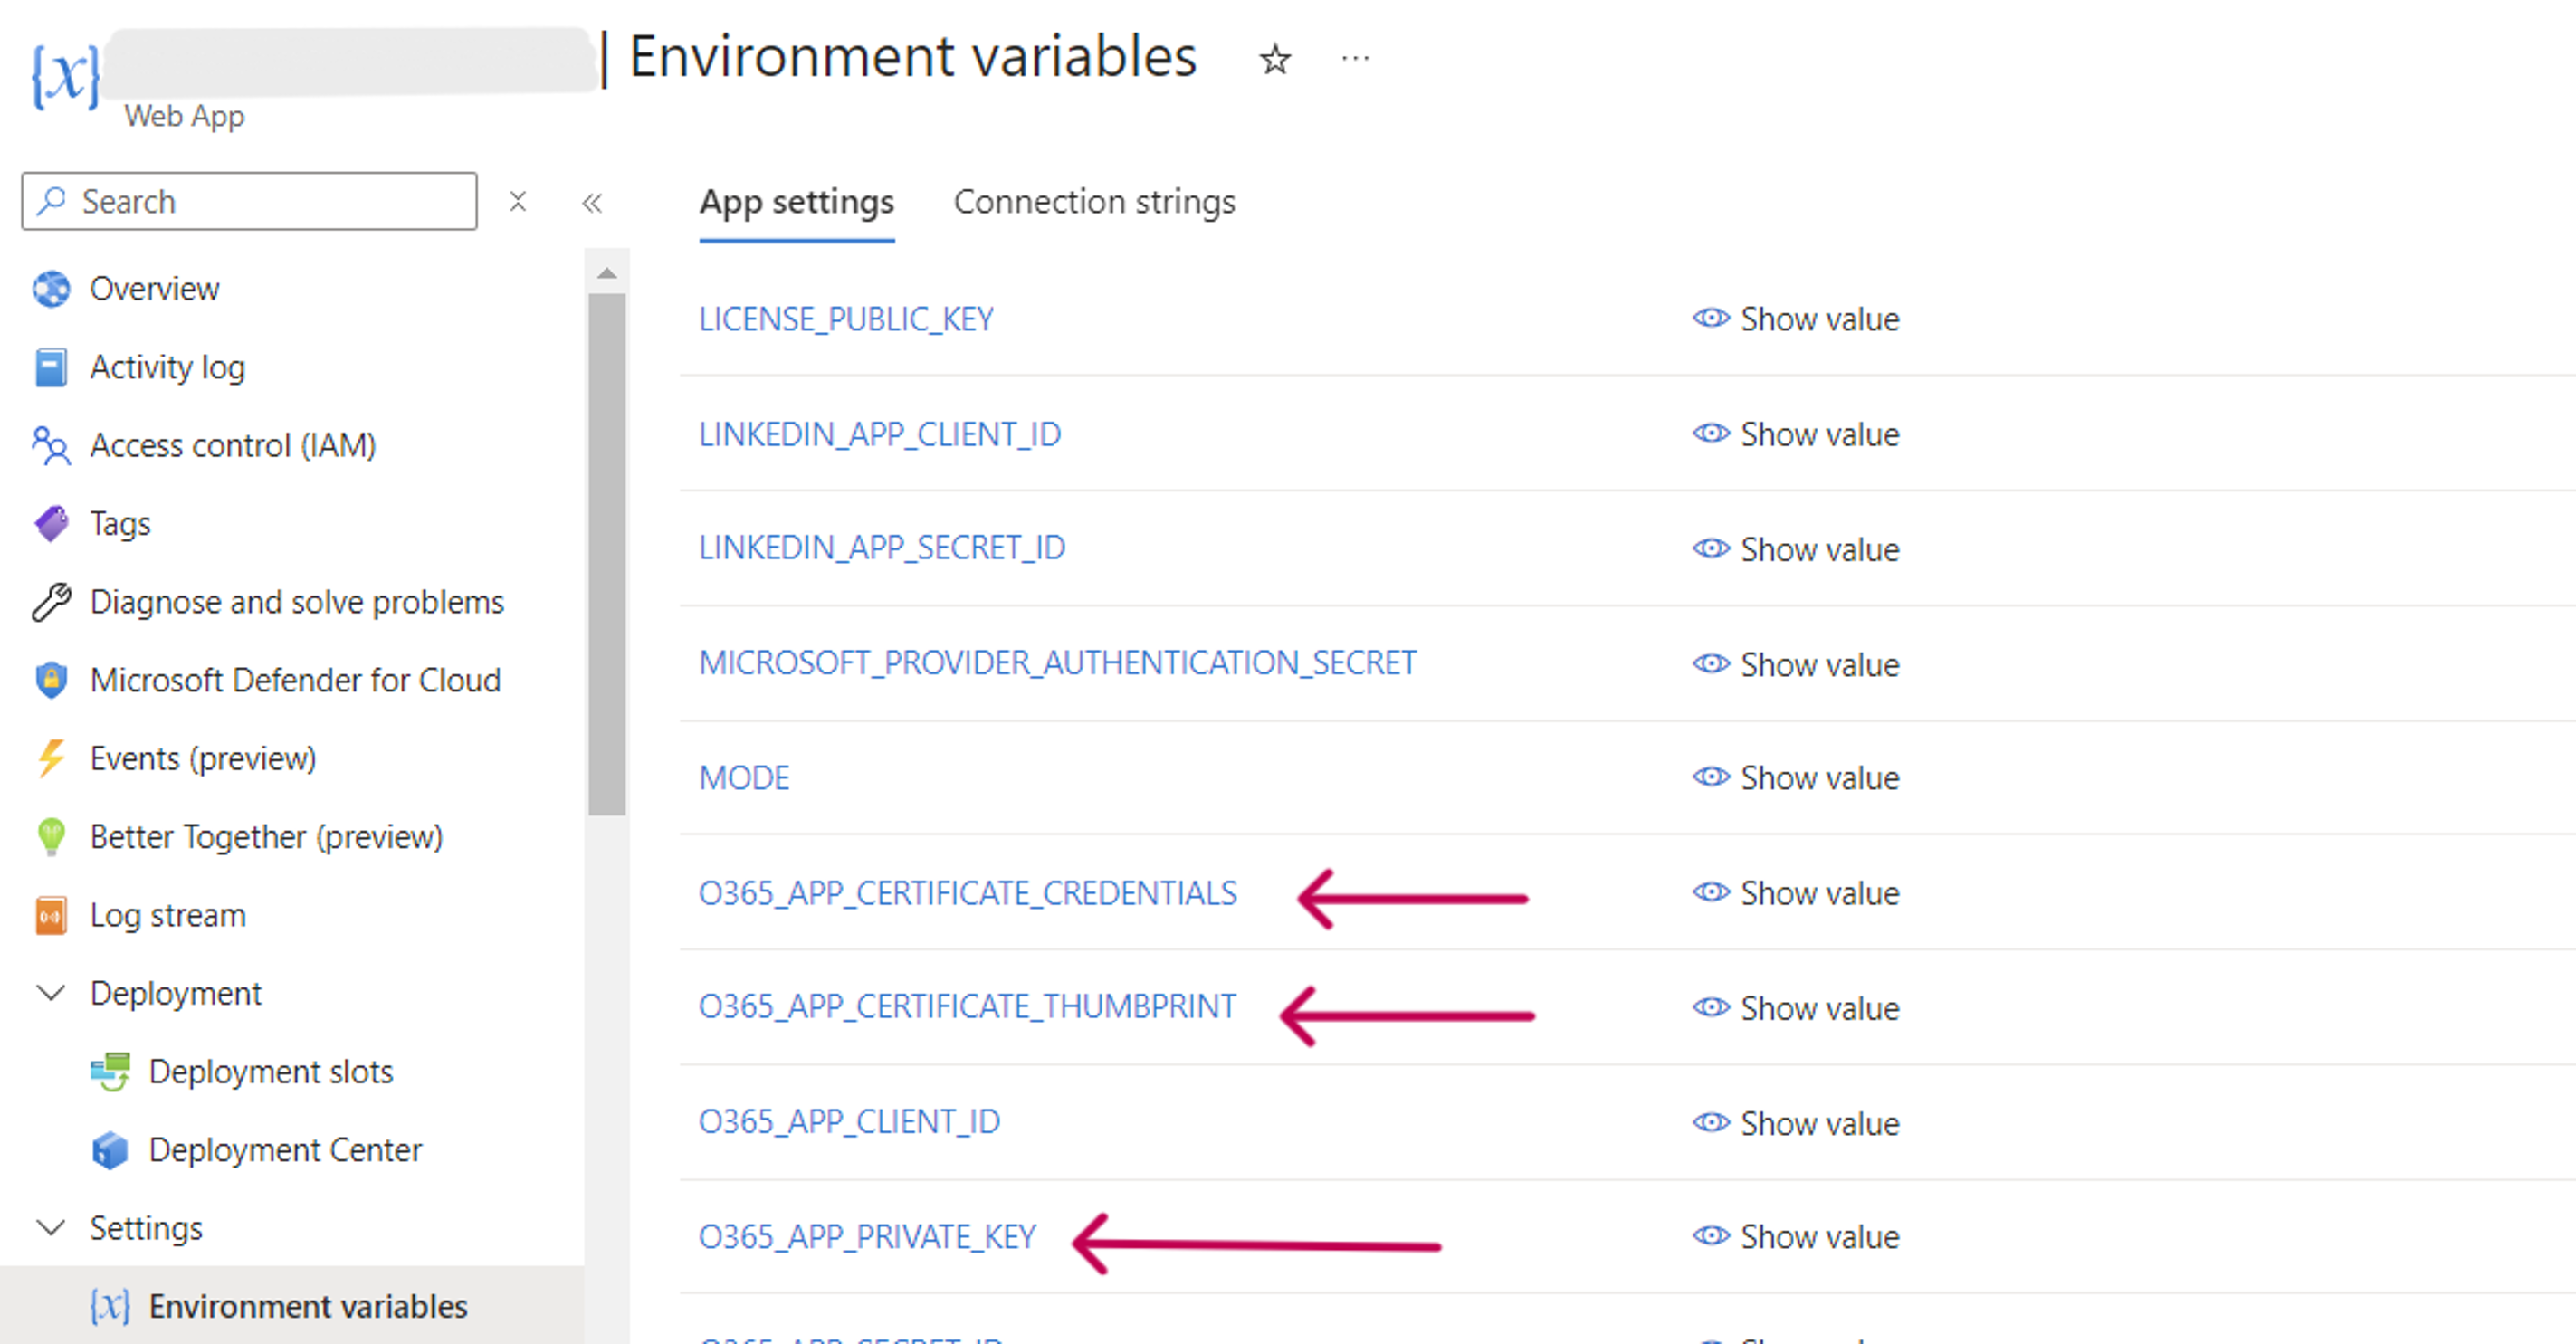 | Environment variables
Web App
Search
Overview
Activity log
Access control (IAM)
Tags
Diagnose and solve problems
Microsoft Defender for Cloud
Events (preview)
Better Together (preview)
Log stream
Deployment
Deployment slots
Deployment Center
Settings
Environment variables
App settings Connection strings
LICENSE_PUBLIC_KEY Show value
LINKEDIN_APP_CLIENT_ID Show value
LINKEDIN_APP_SECRET_ID Show value
MICROSOFT_PROVIDER_AUTHENTICATION_SECRET Show value
MODE Show value
O365_APP_CERTIFICATE_CREDENTIALS Show value
O365_APP_CERTIFICATE_THUMBPRINT Show value
O365_APP_CLIENT_ID Show value
O365_APP_PRIVATE_KEY Show value
O365_APP_SECRET_ID Show value